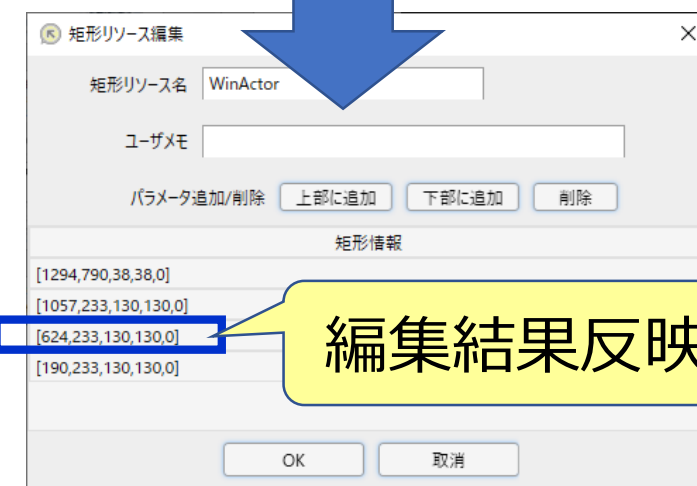 矩形リソース編集
矩形リソース名 WinActor
ユーザメモ
パラメータ追加/削除 上部に追加 下部に追加 削除
矩形情報
[1294,790,38,38,0]
[1057,233,130,130,0]
[624,233,130,130,0]
[190,233,130,130,0]
編集結果反映
OK 取消